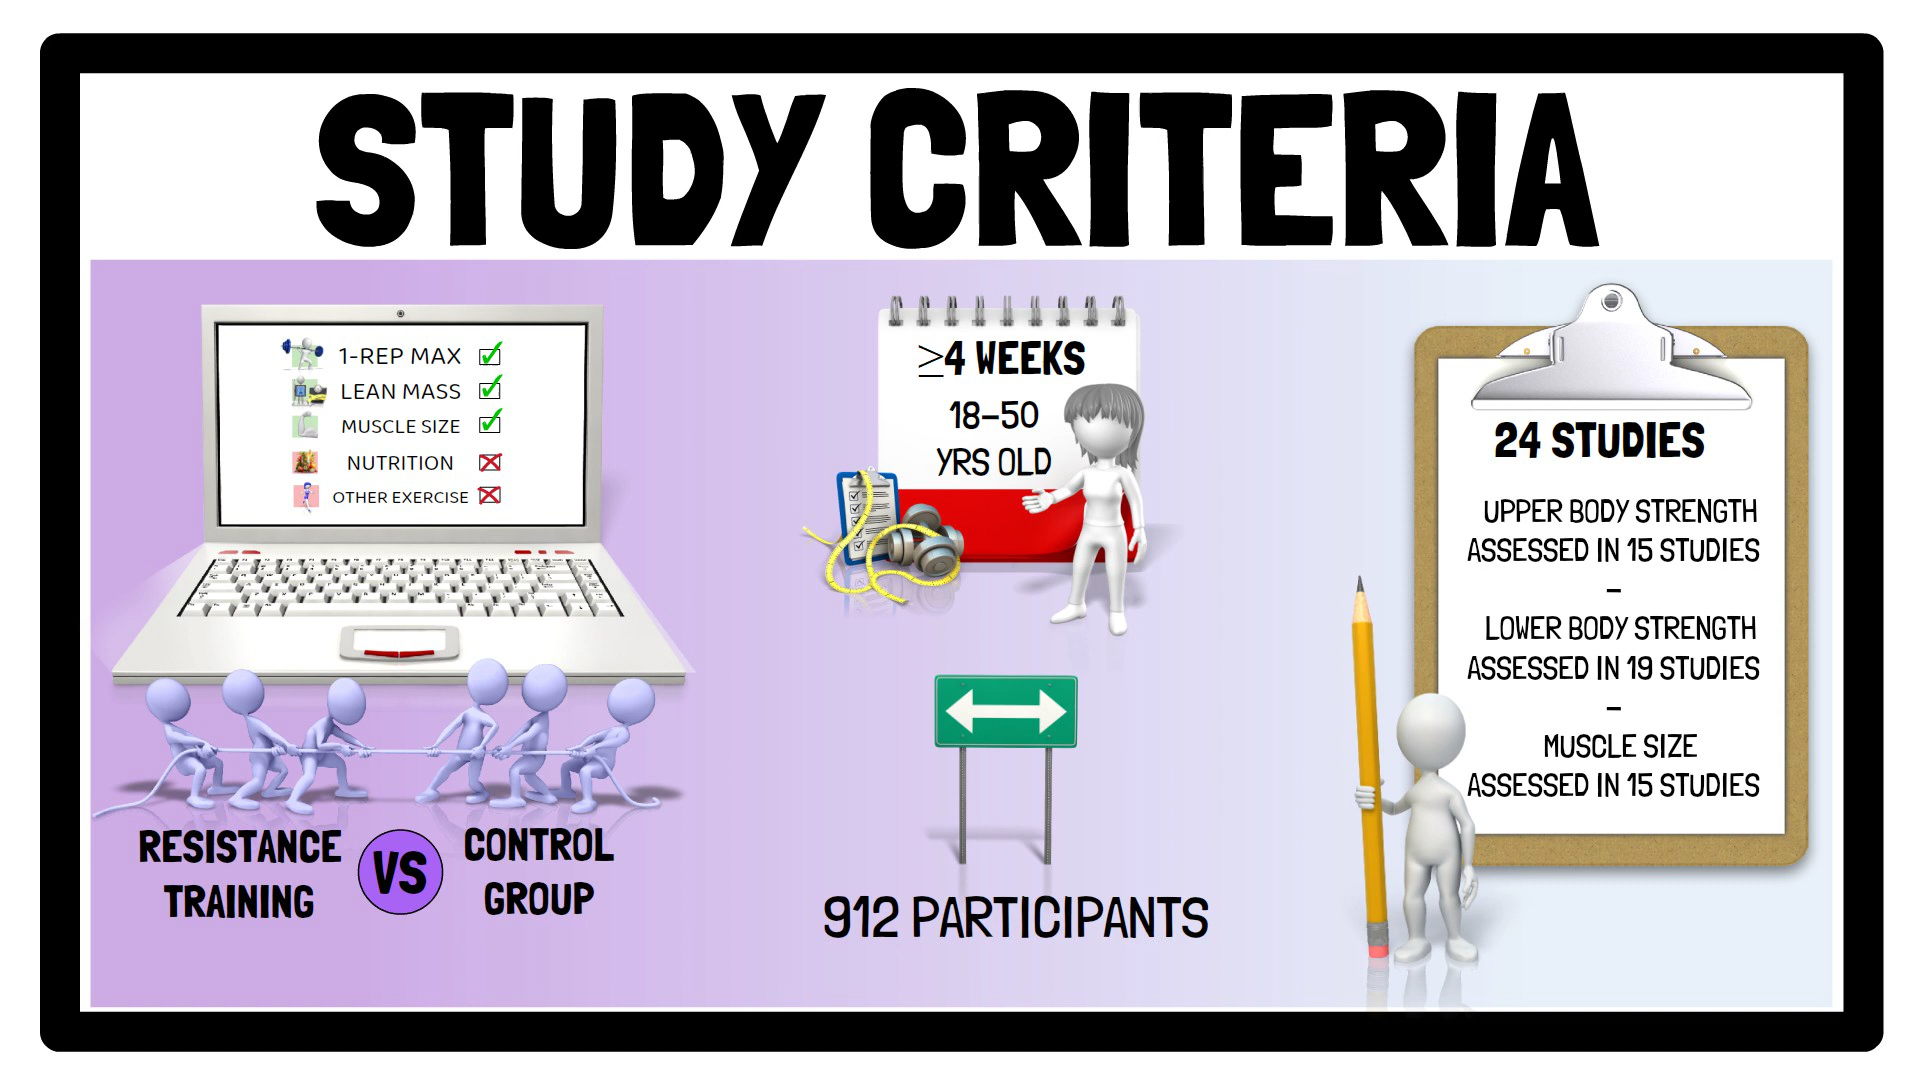 STUDY CRITERIA
1-REP MAX
LEAN MASS
MUSCLE SIZE
NUTRITION
OTHER EXERCISE
RESISTANCE
TRAINING
VS
CONTROL
GROUP
≥4 WEEKS
18–50
YRS OLD
912 PARTICIPANTS
24 STUDIES
UPPER BODY STRENGTH
ASSESSED IN 15 STUDIES
–
LOWER BODY STRENGTH
ASSESSED IN 19 STUDIES
–
MUSCLE SIZE
ASSESSED IN 15 STUDIES